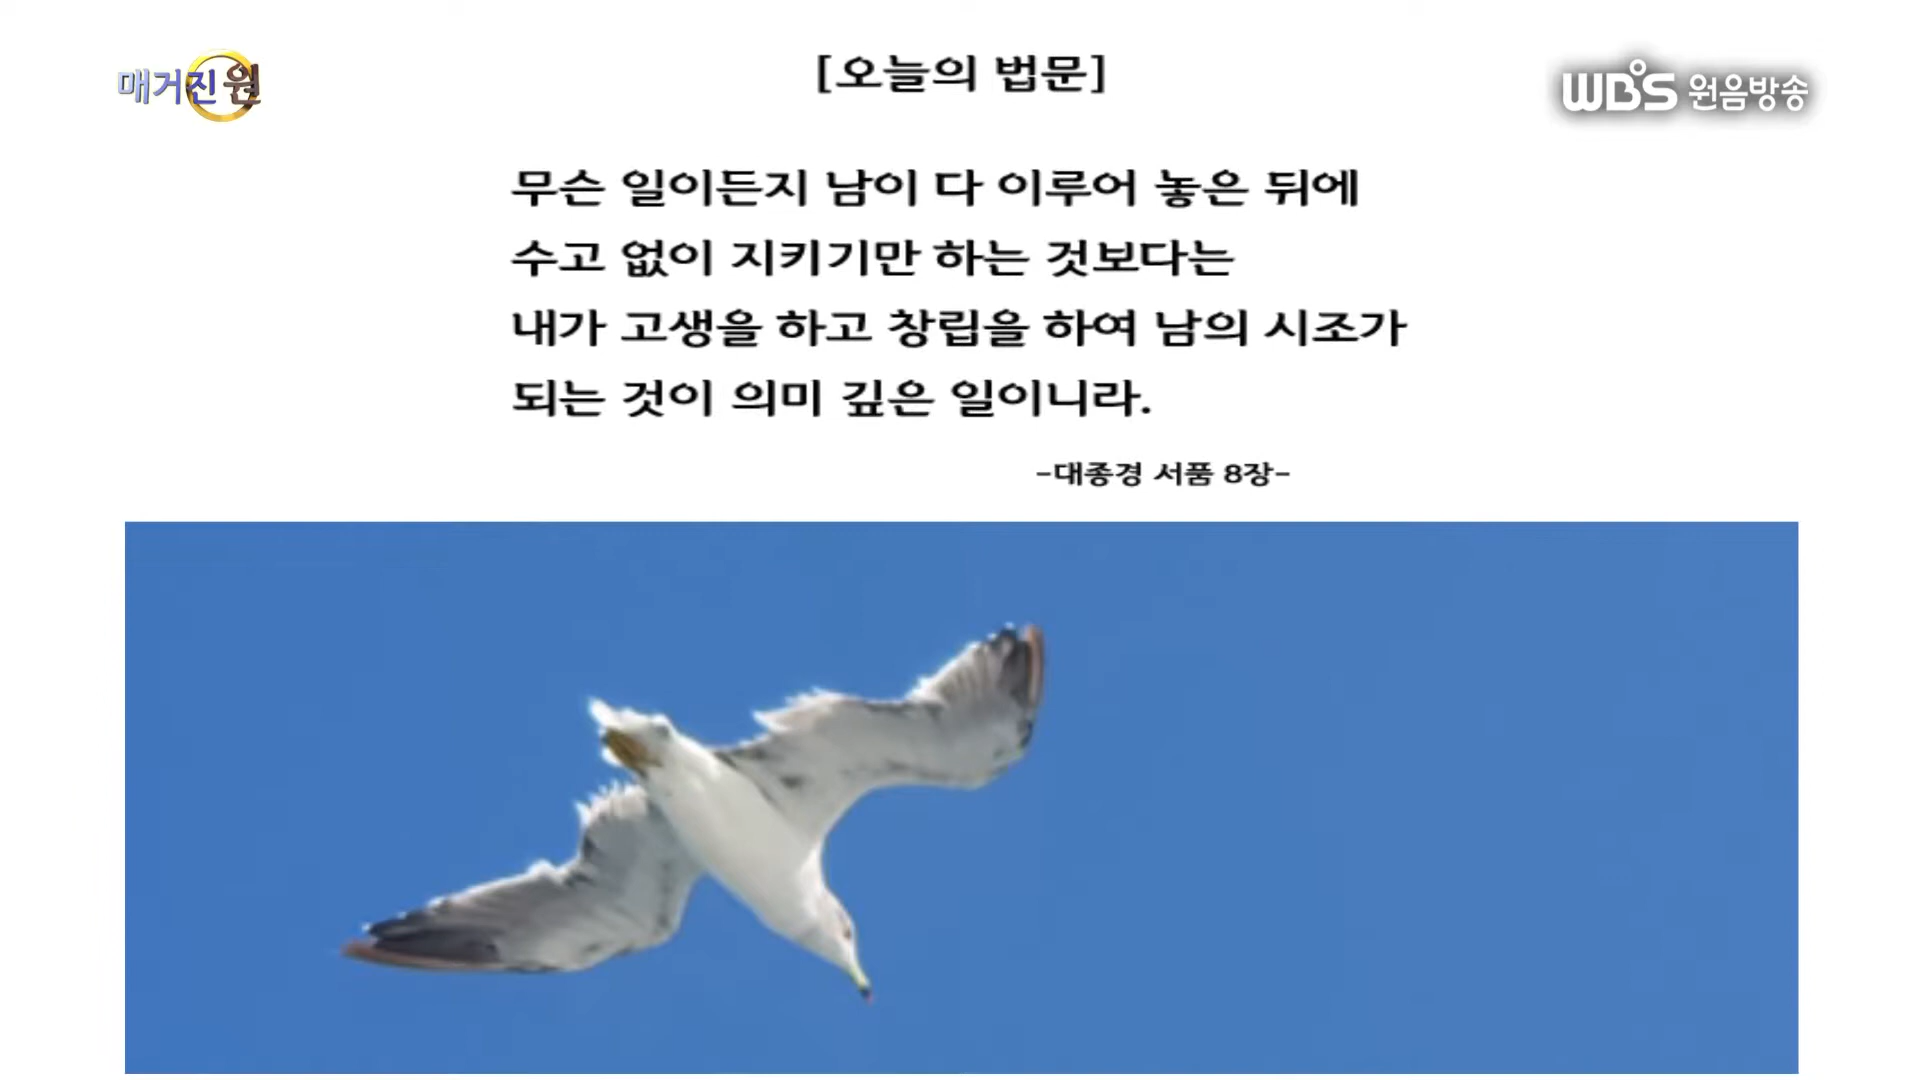 매거진 원
[오늘의 법문]
WBS 원음방송
무슨 일이든지 남이 다 이루어 놓은 뒤에
수고 없이 지키기만 하는 것보다는
내가 고생을 하고 창립을 하여 남의 시조가
되는 것이 의미 깊은 일이니라.
-대종경 서품 8장-